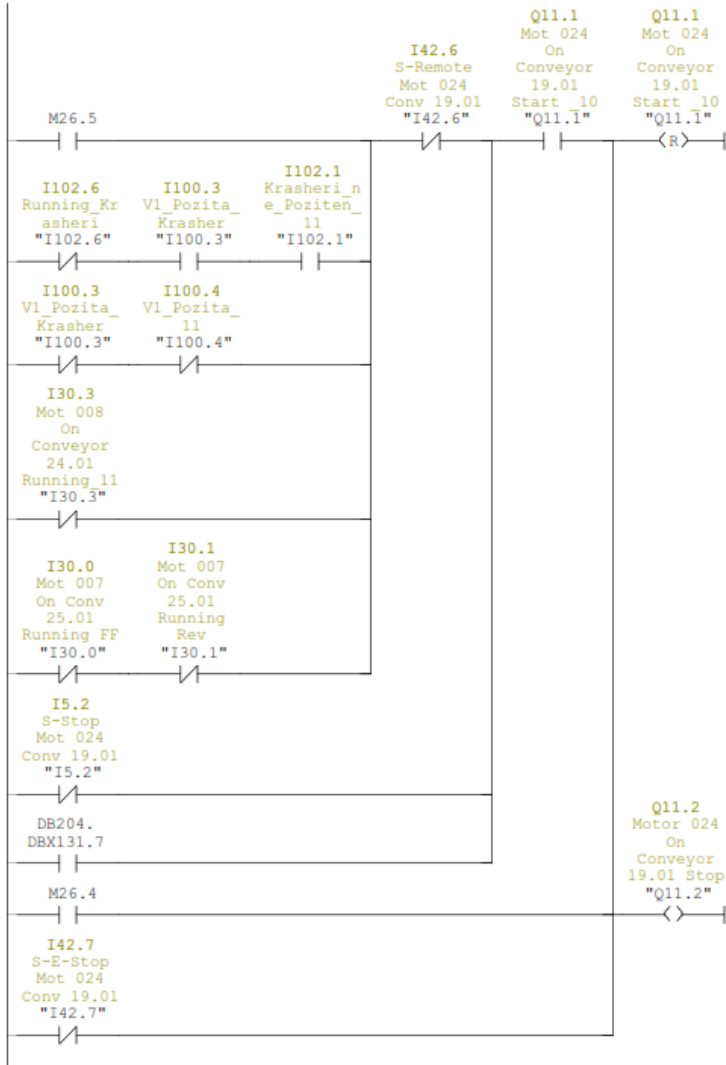 Q11.1
Mot 024
On
Conveyor
19.01
Start _10
"Q11.1"
Q11.1
Mot 024
On
Conveyor
19.01
Start _10
"Q11.1"
R
I42.6
S-Remote
Mot 024
Conv 19.01
"I42.6"
M26.5
I102.6
Running_Kr
asheri
"I102.6"
I100.3
V1_Pozita_
Krasher
"I100.3"
I102.1
Krasheri_n
e_Poziten_
11
"I102.1"
I100.3
V1_Pozita_
Krasher
"I100.3"
I100.4
V1_Pozita_
11
"I100.4"
I30.3
Mot 008
On
Conveyor
24.01
Running_11
"I30.3"
I30.0
Mot 007
On Conv
25.01
Running FF
"I30.0"
I30.1
Mot 007
On Conv
25.01
Running
Rev
"I30.1"
I5.2
S-Stop
Mot 024
Conv 19.01
"I5.2"
DB204.
DBX131.7
Q11.2
Motor 024
On
Conveyor
19.01 Stop
"Q11.2"
M26.4
I42.7
S-E-Stop
Mot 024
Conv 19.01
"I42.7"